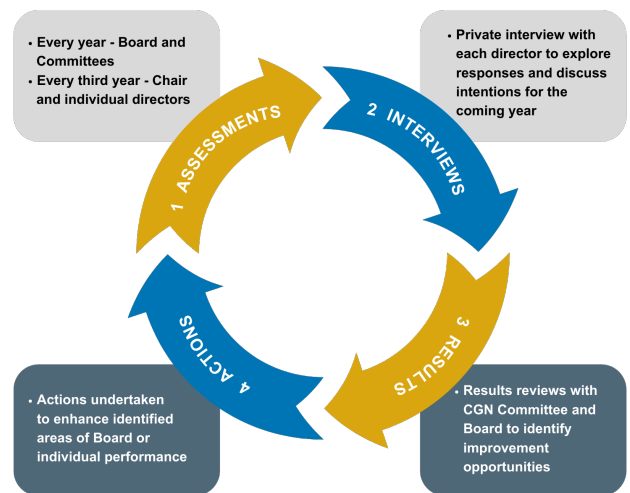 • Every year - Board and
Committees
• Every third year - Chair
and individual directors
• Private interview with
each director to explore
responses and discuss
intentions for the
coming year
1 ASSESSMENTS
2 INTERVIEWS
3 RESULTS
4 ACTIONS
• Actions undertaken
to enhance identified
areas of Board or
individual performance
• Results reviews with
CGN Committee and
Board to identify
improvement
opportunities